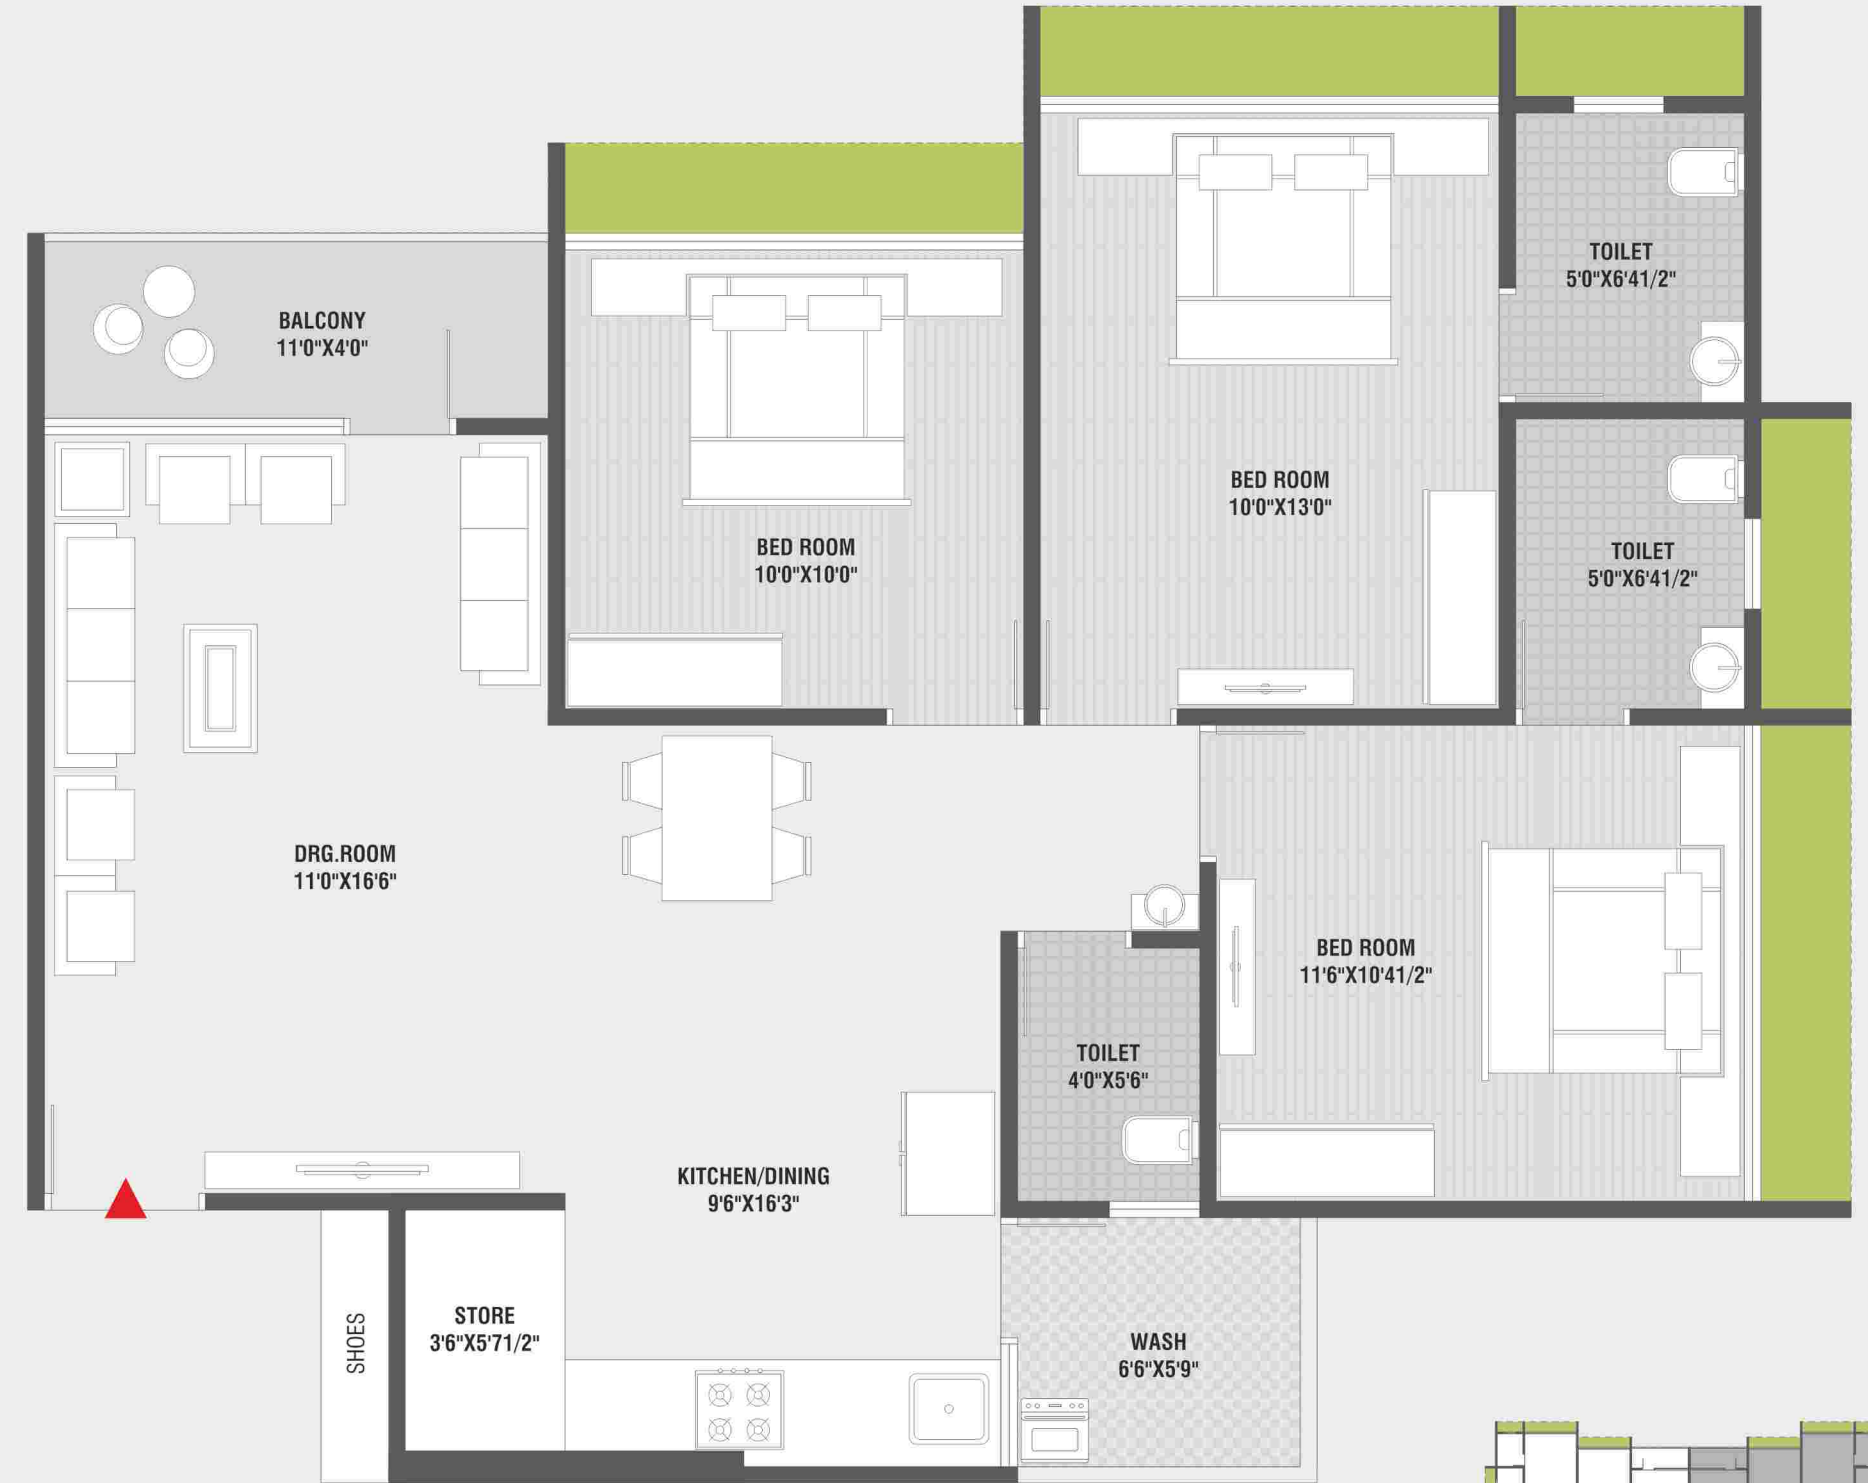 TOILET
5'0"X6'41/2"
BALCONY
11'0"X4'0"
BED ROOM
10'0"X13'0"
BED ROOM
10'0"X10'0"
TOILET
5'0"X6'41/2"
DRG.ROOM
11'0"X16'6"
BED ROOM
11'6"X10'41/2"
TOILET
4'0"X5'6"
KITCHEN/DINING
9'6"X16'3"
SHOES
STORE
3'6"X5'71/2"
WASH
6'6"X5'9"